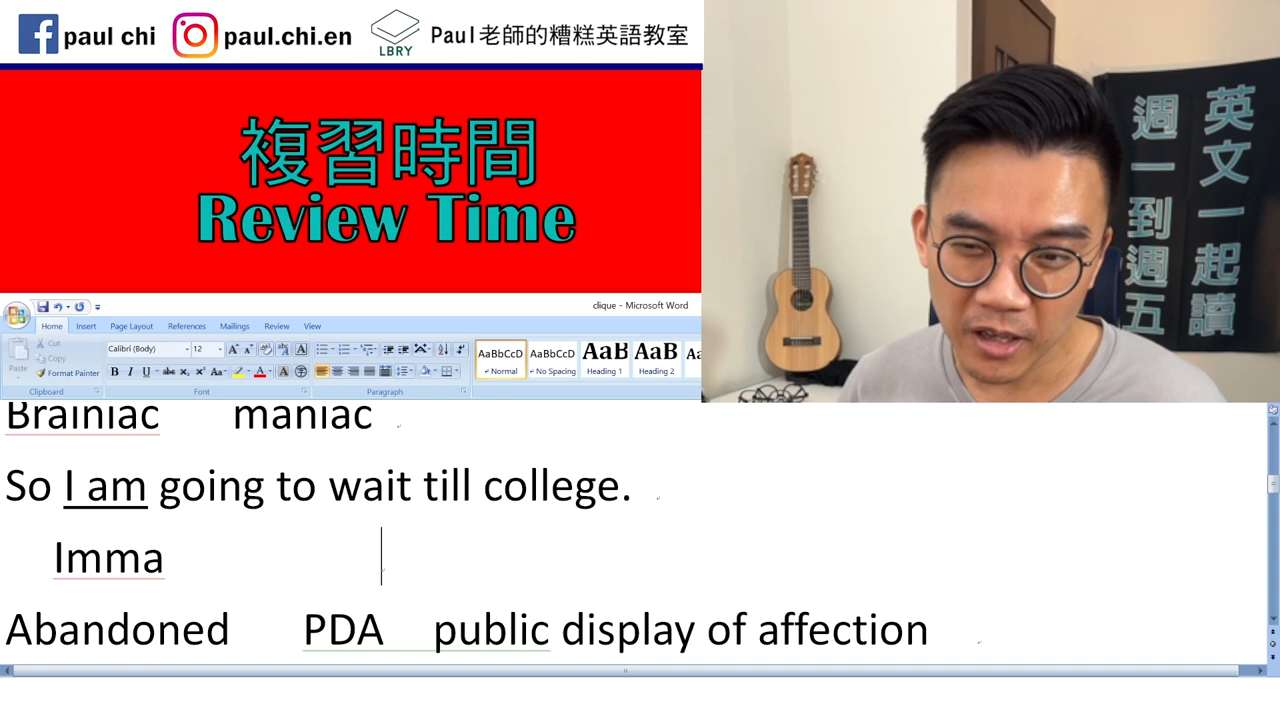 paul chi paul.chi.en LBRY Paul老師的糟糕英語教室
複習時間
Review Time
英文一起讀
週一到週五
clique - Microsoft Word
Home Insert Page Layout References Mailings Review View
Cut
Copy
Format Painter
Paste
Calibri (Body) 12
AaBbCcD AaBbCcD AaBb AaB Aa
Normal No Spacing Heading 1 Heading 2
Clipboard Font Paragraph
Brainiac maniac
So I am going to wait till college.
Imma
Abandoned PDA public display of affection